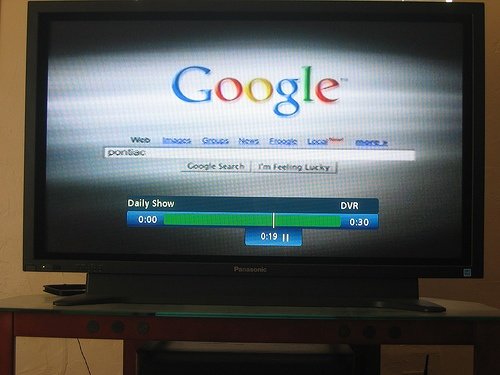 Google™
Web Images Groups News Froogle Local New! more »
pontiac
Google Search I'm Feeling Lucky
Daily Show DVR
0:00 0:30
0:19
Panasonic